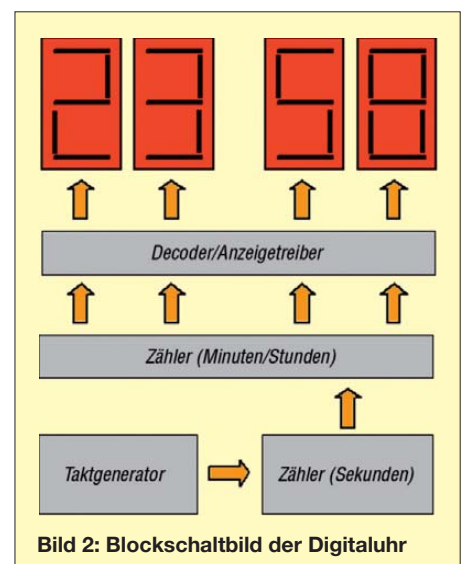 23 58
Decoder/Anzeigetreiber
Zähler (Minuten/Stunden)
Taktgenerator
Zähler (Sekunden)
Bild 2: Blockschaltbild der Digitaluhr